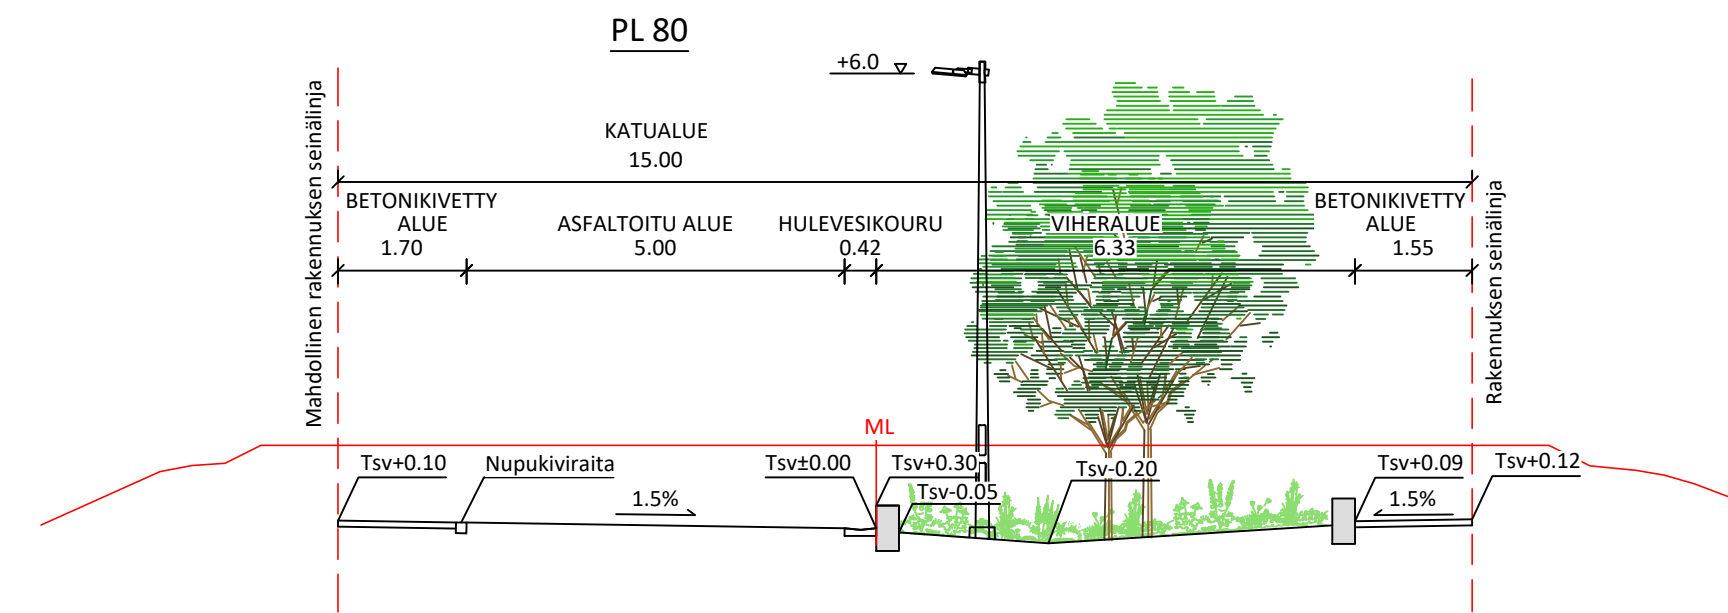 PL 80
+6.0
Mahdollinen rakennuksen seinälinja
KATUALUE
15.00
BETONIKIVETTY
ALUE
1.70
ASFALTOITU ALUE
5.00
HULEVESIKOURU
0.42
VIHERALUE
6.33
BETONIKIVETTY
ALUE
1.55
Rakennuksen seinälinja
ML
Tsv+0.10
Nupukiviraita
1.5%
Tsv±0.00
Tsv+0.30
Tsv-0.05
Tsv-0.20
Tsv+0.09
1.5%
Tsv+0.12